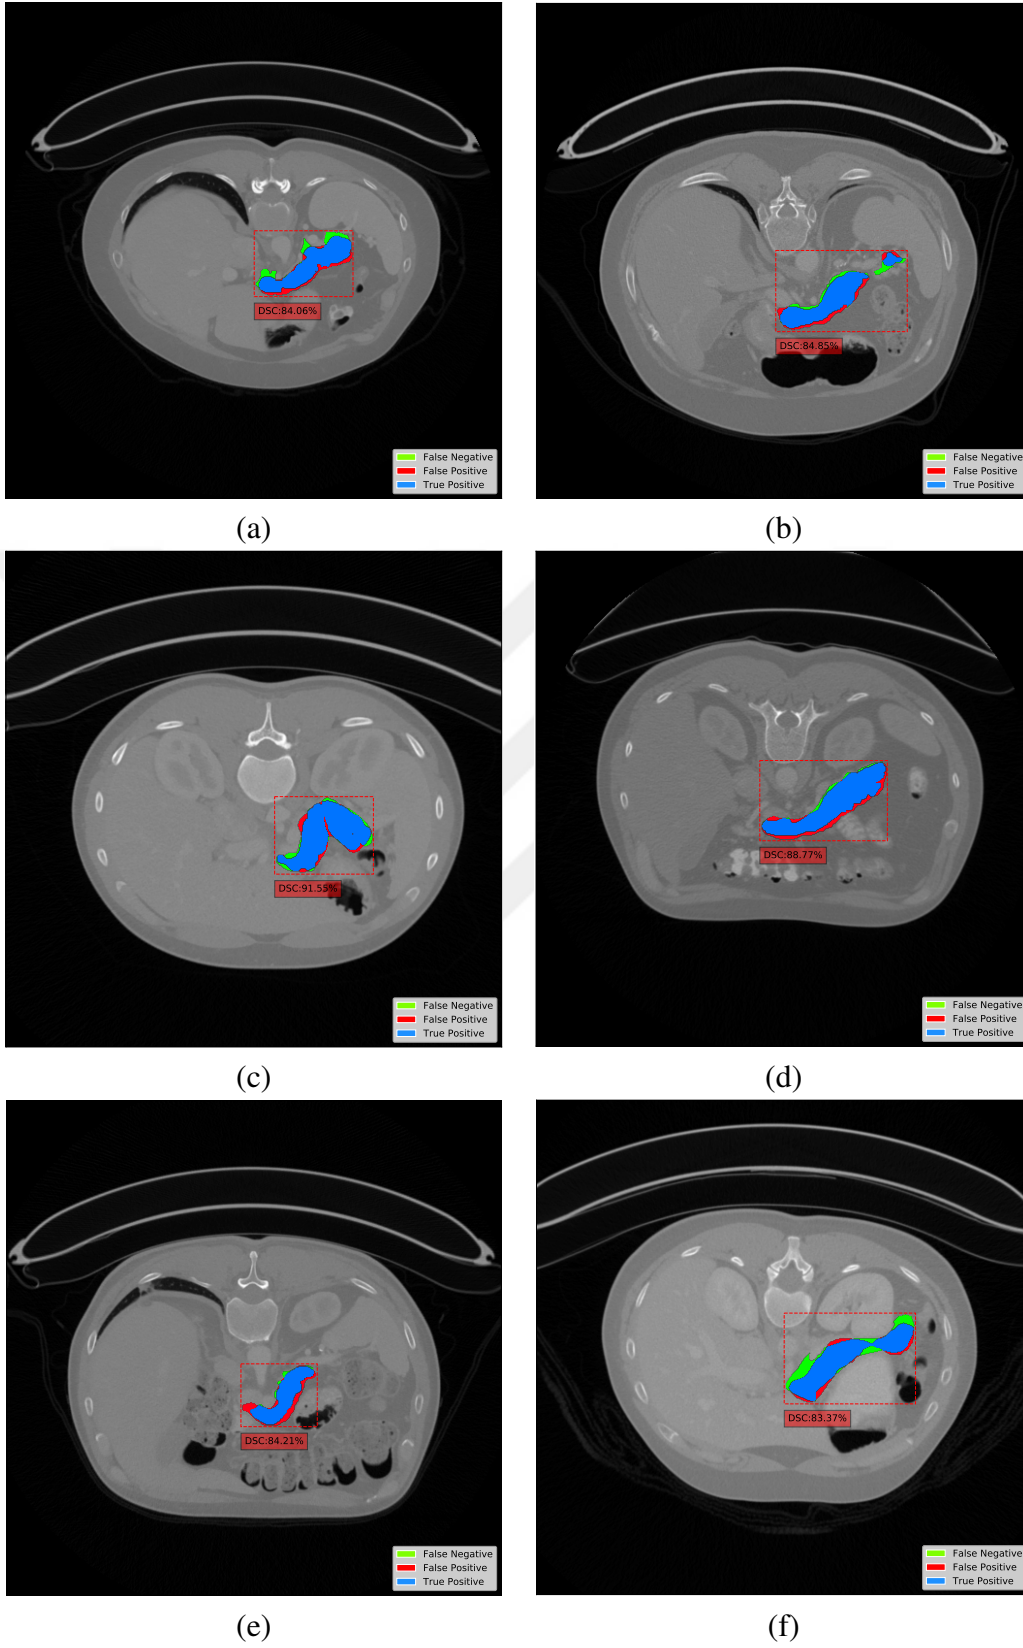 DSC:84.06%
False Negative
False Positive
True Positive
(a)
DSC:84.85%
False Negative
False Positive
True Positive
(b)
DSC:91.55%
False Negative
False Positive
True Positive
(c)
DSC:88.77%
False Negative
False Positive
True Positive
(d)
DSC:84.21%
False Negative
False Positive
True Positive
(e)
DSC:83.37%
False Negative
False Positive
True Positive
(f)